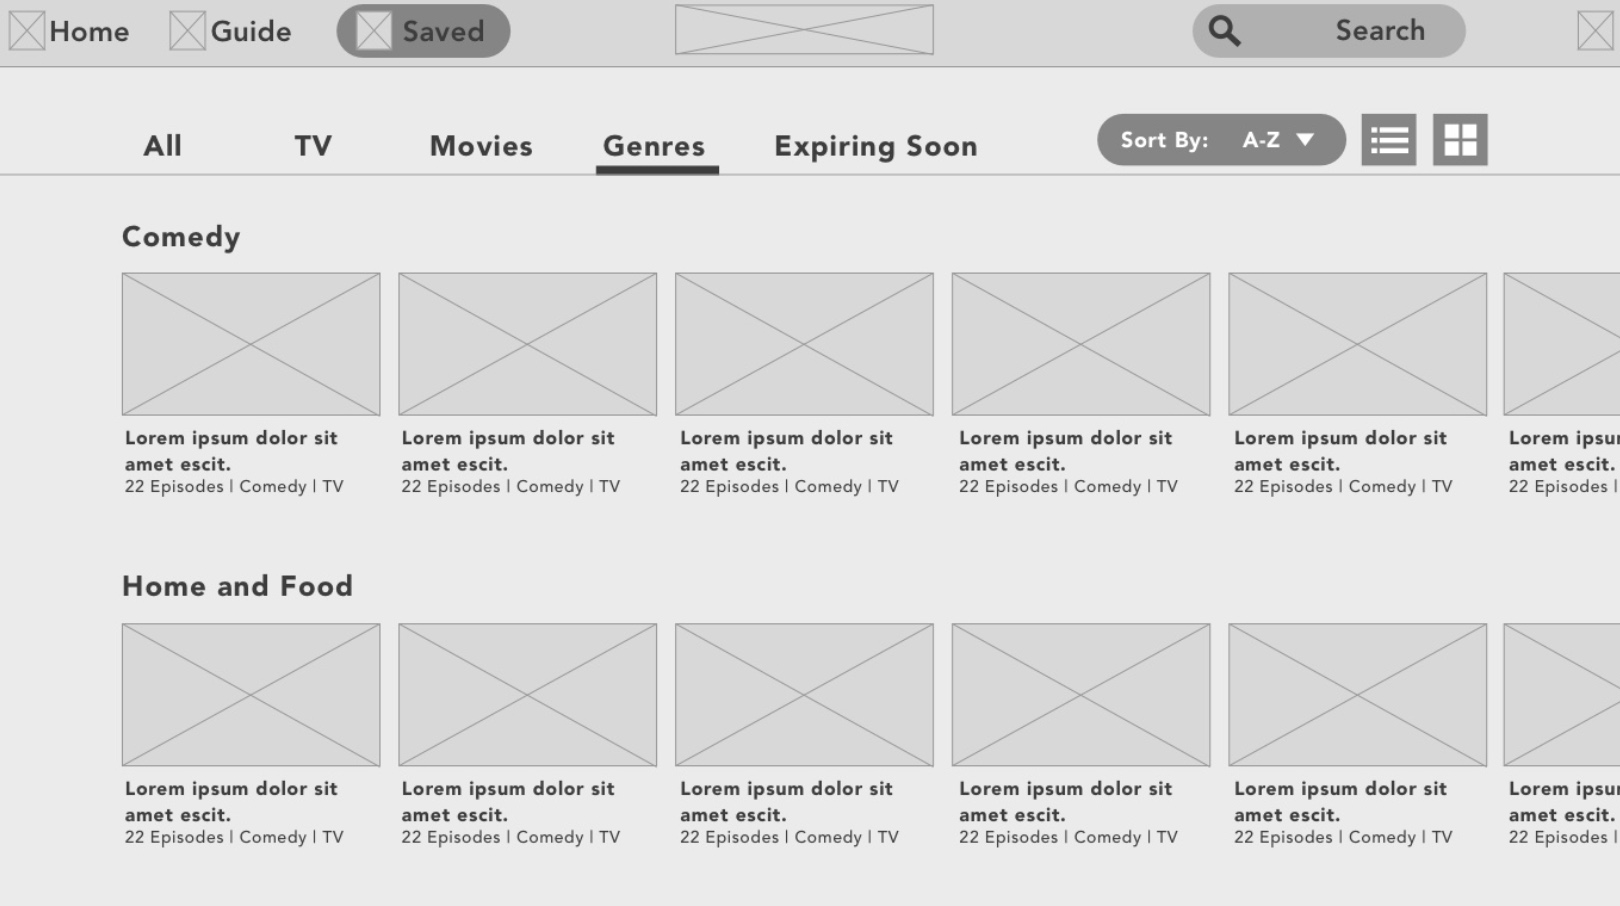 Home Guide Saved Search
All TV Movies Genres Expiring Soon Sort By: A-Z
Comedy
Lorem ipsum dolor sit Lorem ipsum dolor sit Lorem ipsum dolor sit Lorem ipsum dolor sit Lorem ipsum dolor sit Lorem
amet escit. amet escit. amet escit. amet escit. amet escit. amet escit.
22 Episodes | Comedy | TV 22 Episodes | Comedy | TV 22 Episodes | Comedy | TV 22 Episodes | Comedy | TV 22 Episodes | Comedy | TV 22 Episodes |
Home and Food
Lorem ipsum dolor sit Lorem ipsum dolor sit Lorem ipsum dolor sit Lorem ipsum dolor sit Lorem ipsum dolor sit Lorem
amet escit. amet escit. amet escit. amet escit. amet escit. amet escit.
22 Episodes | Comedy | TV 22 Episodes | Comedy | TV 22 Episodes | Comedy | TV 22 Episodes | Comedy | TV 22 Episodes | Comedy | TV 22 Episodes |